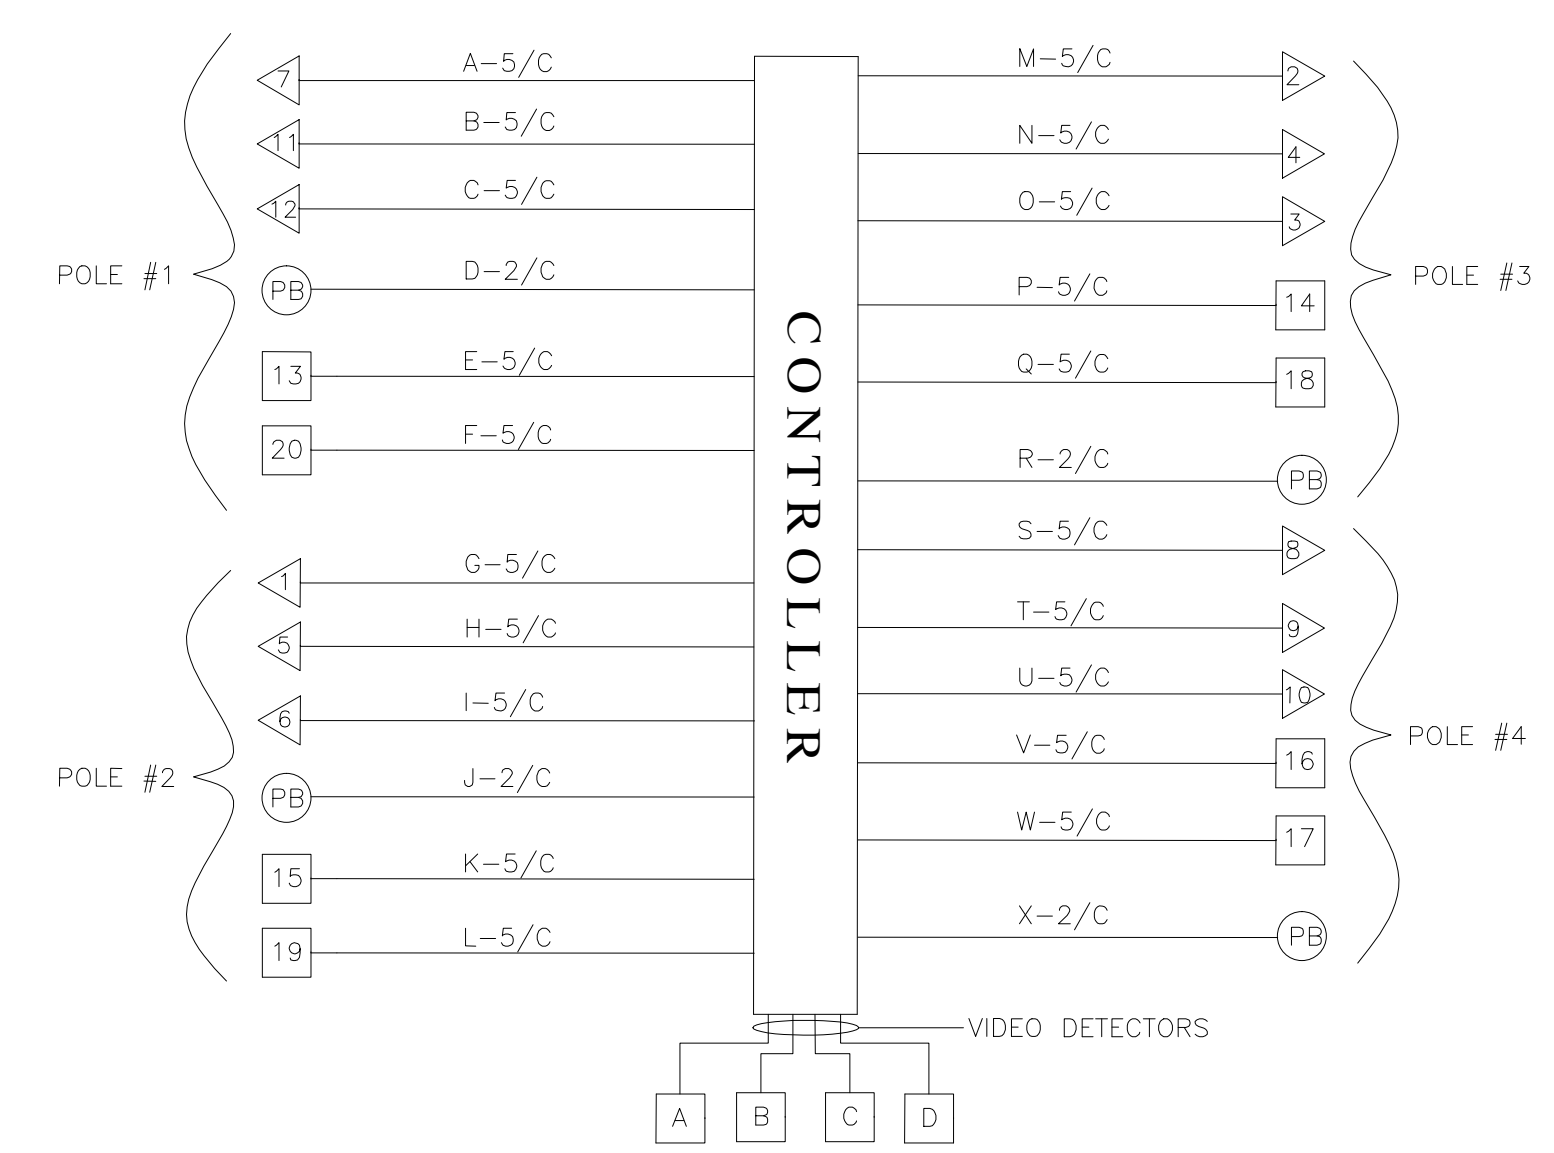 POLE #1
7 A-5/C
11 B-5/C
12 C-5/C
PB D-2/C
13 E-5/C
20 F-5/C
POLE #2
1 G-5/C
5 H-5/C
6 I-5/C
PB J-2/C
15 K-5/C
19 L-5/C
CONTROLLER
M-5/C 2
N-5/C 4
O-5/C 3
P-5/C 14
Q-5/C 18
R-2/C PB
POLE #3
S-5/C 8
T-5/C 9
U-5/C 10
V-5/C 16
W-5/C 17
X-2/C PB
POLE #4
VIDEO DETECTORS
A B C D